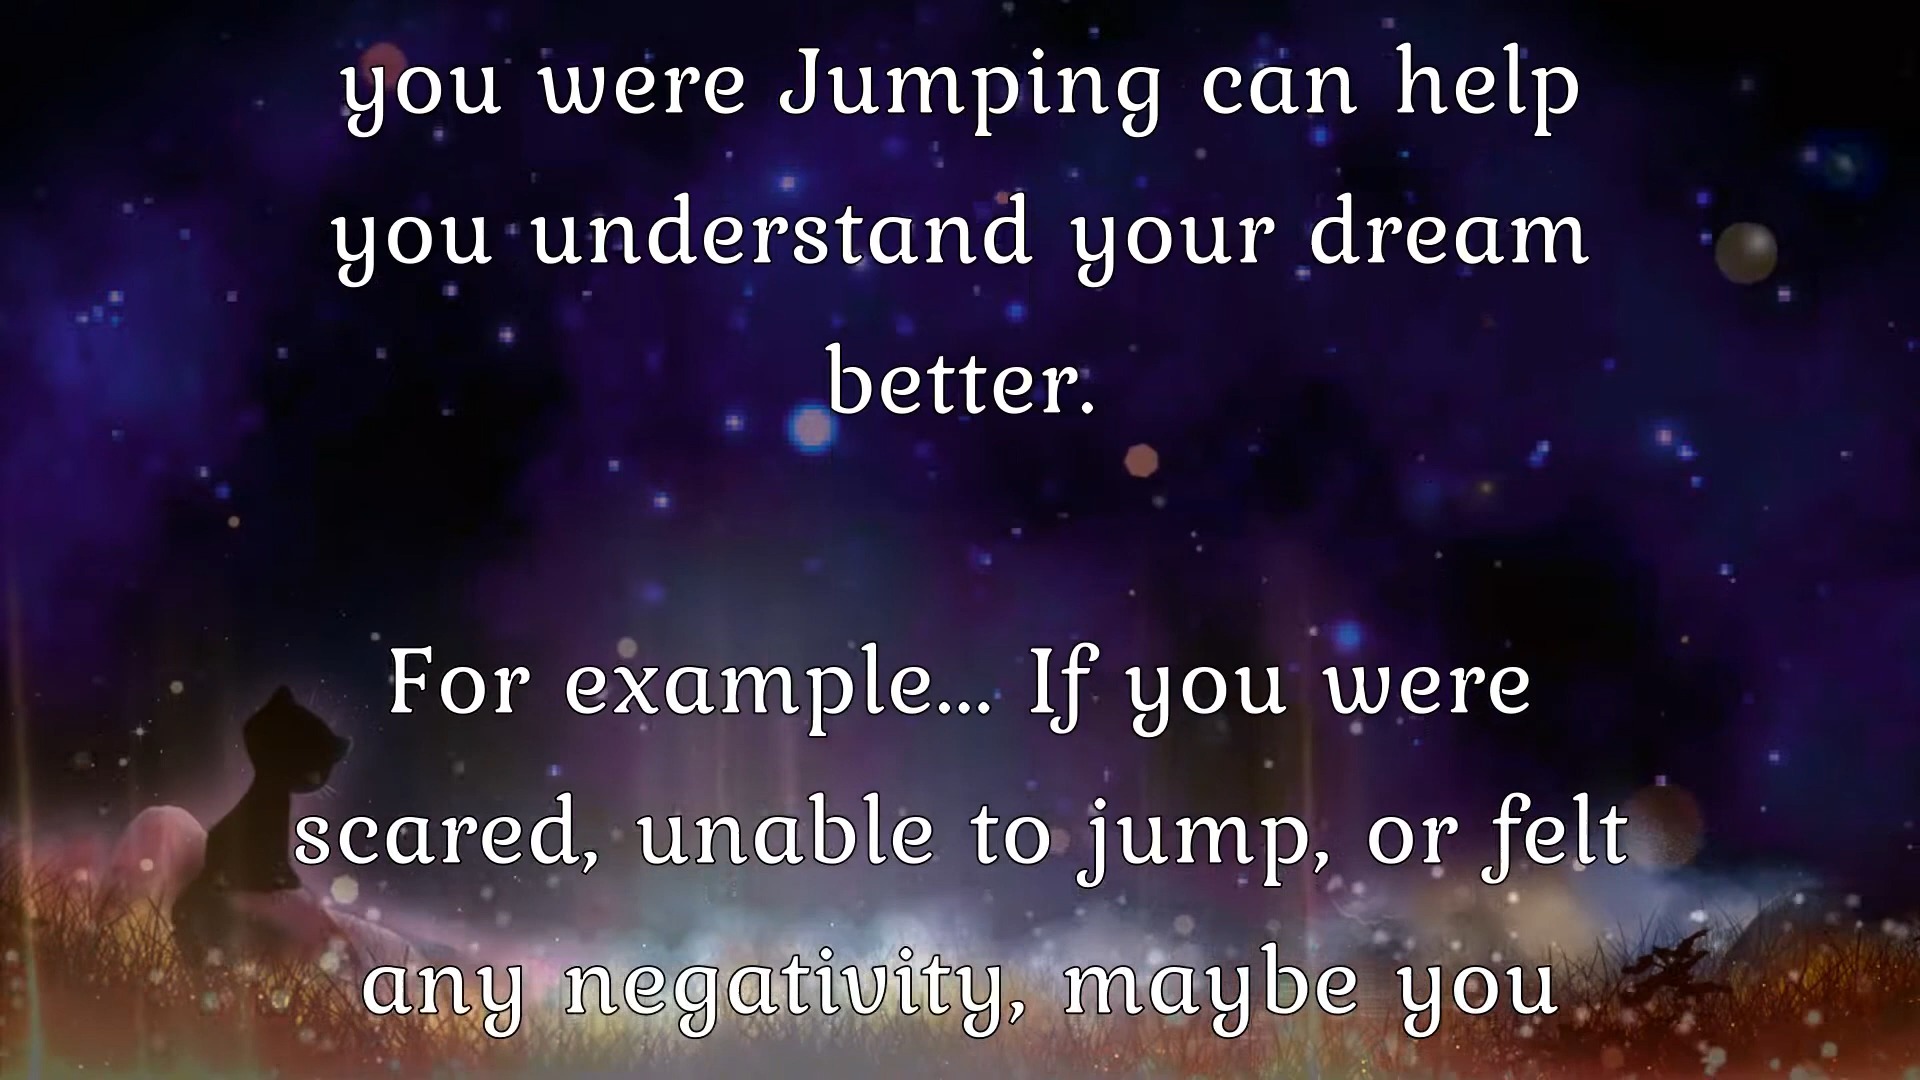 you were Jumping can help
you understand your dream
better.
For example... If you were
scared, unable to jump, or felt
any negativity, maybe you